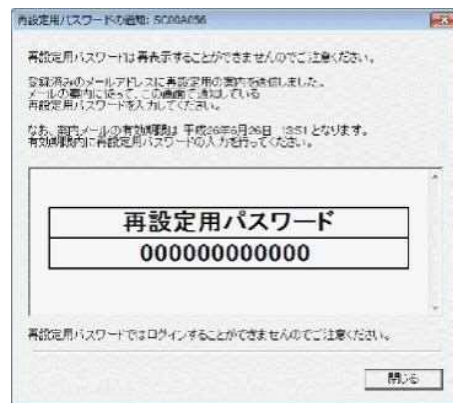 再設定用パスワードの通知: SC00A056
再設定用パスワードは再表示することができませんのでご注意ください。
登録済みのメールアドレスに再設定用の案内を送信しました。
メールの案内に従って、この画面で通知している
再設定用パスワードを入力してください。
なお、案内メールの有効期限は 平成26年6月26日 13:51 となります。
有効期限内に再設定用パスワードの入力を行ってください。
再設定用パスワード
000000000000
再設定用パスワードではログインすることができませんのでご注意ください。
閉じる